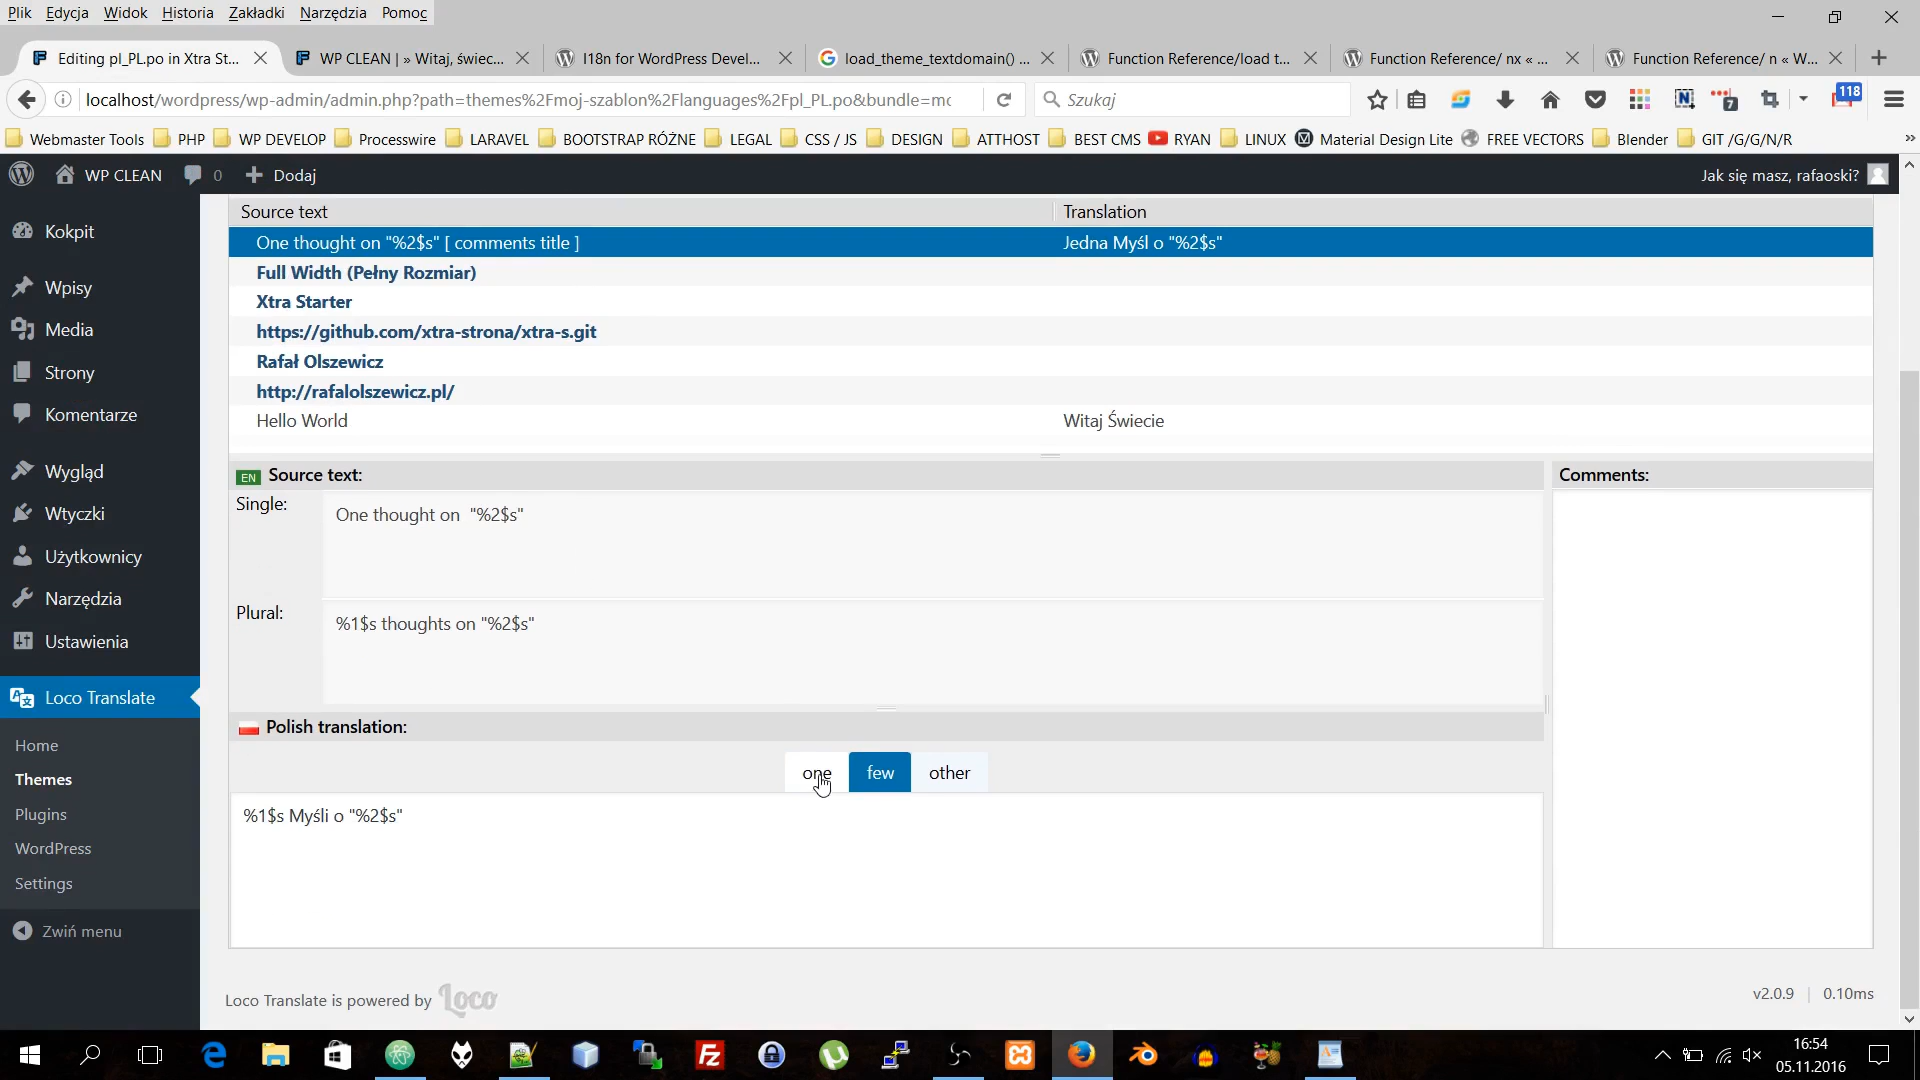 Plik Edycja Widok Historia Zakładki Narzędzia Pomoc
Editing pl_PL.po in Xtra St... WP CLEAN | » Witaj, świec... I18n for WordPress Devel... load_theme_textdomain() ... Function Reference/load t... Function Reference/ nx « ... Function Reference/ n « W...
localhost/wordpress/wp-admin/admin.php?path=themes%2Fmoj-szablon%2Flanguages%2Fpl_PL.po&bundle=mc Szukaj 7 118
Webmaster Tools PHP WP DEVELOP Processwire LARAVEL BOOTSTRAP RÓŻNE LEGAL CSS / JS DESIGN ATTHOST BEST CMS RYAN LINUX Material Design Lite FREE VECTORS Blender GIT /G/G/N/R
WP CLEAN 0 Dodaj Jak się masz, rafaoski?
Kokpit
Wpisy
Media
Strony
Komentarze
Wygląd
Wtyczki
Użytkownicy
Narzędzia
Ustawienia
Loco Translate
Home
Themes
Plugins
WordPress
Settings
Zwiń menu
Source text Translation
One thought on "%2$s" [ comments title ] Jedna Myśl o "%2$s"
Full Width (Pełny Rozmiar)
Xtra Starter
https://github.com/xtra-strona/xtra-s.git
Rafał Olszewicz
http://rafalolszewicz.pl/
Hello World Witaj Świecie
EN Source text: Comments:
Single: One thought on  "%2$s"
Plural: %1$s thoughts on "%2$s"
Polish translation:
one few other
%1$s Myśli o "%2$s"
Loco Translate is powered by Loco v2.0.9 | 0.10ms
16:54
05.11.2016